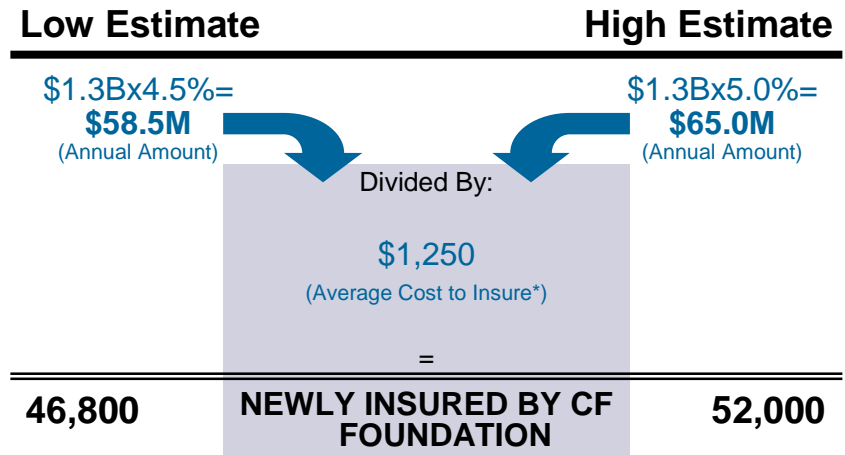 Low Estimate
High Estimate
$1.3Bx4.5%=
$58.5M
(Annual Amount)
$1.3Bx5.0%=
$65.0M
(Annual Amount)
Divided By:
$1,250
(Average Cost to Insure*)
=
46,800
NEWLY INSURED BY CF
FOUNDATION
52,000